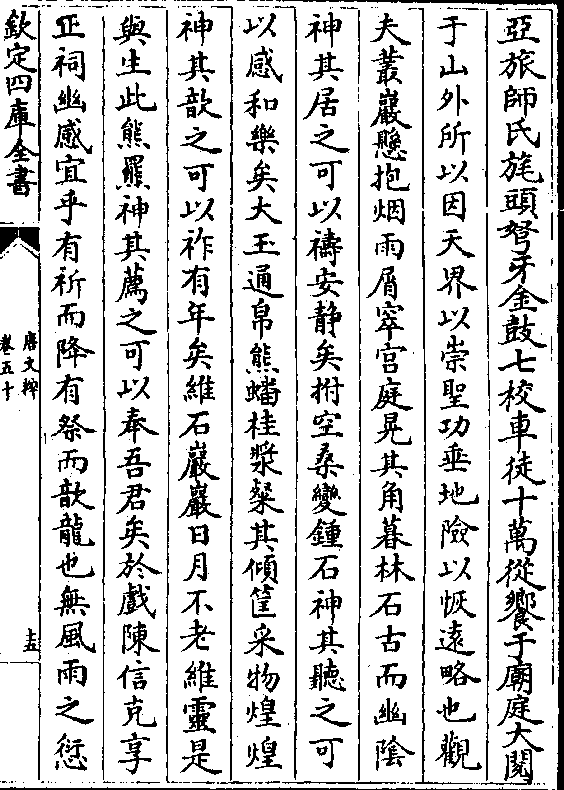 亞旅師氏旄頭弩牙金鼓七校車徒十萬從饗于廟庭大閱
于山外所以因天界以崇聖功垂地險以恢遠略也觀
夫叢巖懸抱烟雨屑窣宫庭晃其角暮林石古而幽陰
神其居之可以禱安静矣拊空桑變鍾石神其聽之可
以感和樂矣大玉通帛熊蟠桂漿粲其傾筐采物煌煌
神其歆之可以祚有年矣維石巖巖日月不老維靈是
與生此熊羆神其薦之可以奉吾君矣於戲陳信克享
正祠幽感宜乎有祈而降有祭而歆龍也無風雨之愆
欽定四庫全書
唐文粹
卷五十
十五